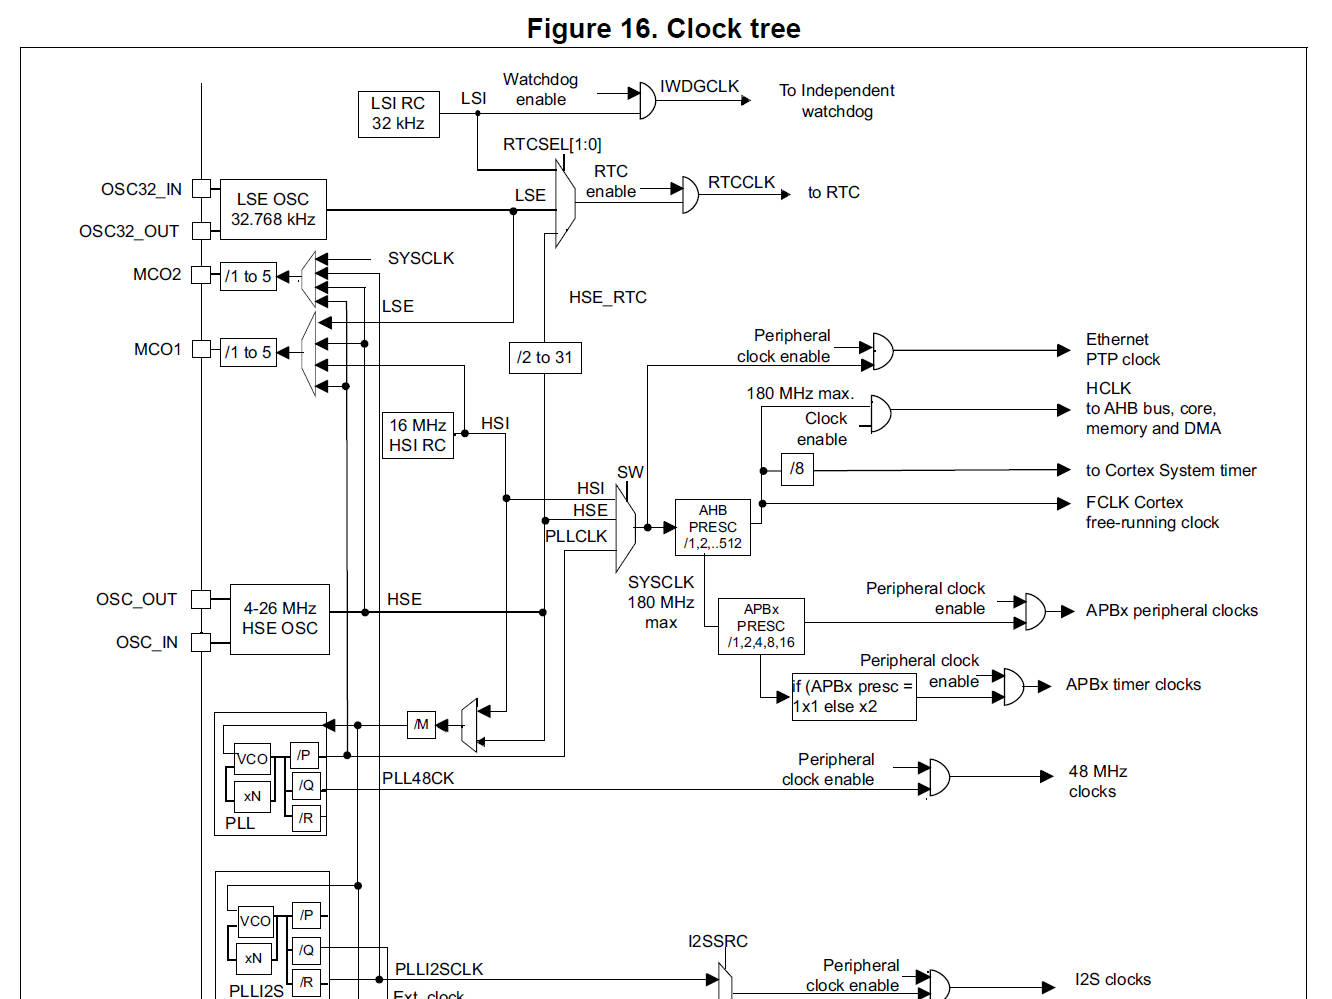 Figure 16. Clock tree
Watchdog
enable
IWDGCLK
To Independent
watchdog
LSI RC
32 kHz
LSI
RTCSEL[1:0]
RTC
enable
RTCCLK
to RTC
OSC32_IN
LSE OSC
32.768 kHz
LSE
OSC32_OUT
MCO2
/1 to 5
SYSCLK
LSE
HSE_RTC
MCO1
/1 to 5
/2 to 31
Peripheral
clock enable
Ethernet
PTP clock
180 MHz max.
HCLK
to AHB bus, core,
memory and DMA
Clock
enable
16 MHz
HSI RC
HSI
/8
to Cortex System timer
SW
HSI
HSE
PLLCLK
AHB
PRESC
/1,2,..512
FCLK Cortex
free-running clock
SYSCLK
180 MHz
max
OSC_OUT
OSC_IN
4-26 MHz
HSE OSC
HSE
APBx
PRESC
/1,2,4,8,16
Peripheral clock
enable
APBx peripheral clocks
Peripheral clock
enable
if (APBx presc =
1x1 else x2
APBx timer clocks
/M
VCO
xN
/P
/Q
/R
PLL
PLL48CK
Peripheral
clock enable
48 MHz
clocks
VCO
xN
/P
/Q
/R
PLLI2S
PLLI2SCLK
Ext. clock
I2SSRC
Peripheral
clock enable
I2S clocks